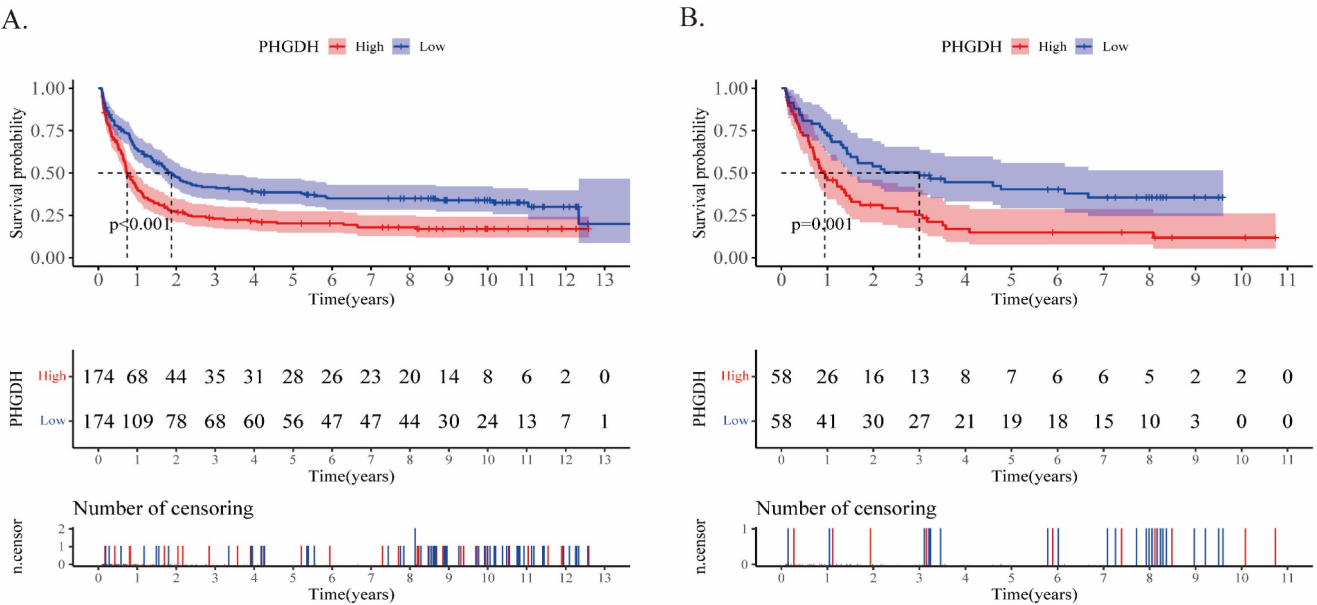 A.
PHGDH High Low
1.00
0.75
0.50
0.25
0.00
Survival probability
p<0.001
0 1 2 3 4 5 6 7 8 9 10 11 12 13
Time(years)
PHGDH
High 174 68 44 35 31 28 26 23 20 14 8 6 2 0
Low 174 109 78 68 60 56 47 47 44 30 24 13 7 1
0 1 2 3 4 5 6 7 8 9 10 11 12 13
Time(years)
Number of censoring
n.censor
2
1
0
0 1 2 3 4 5 6 7 8 9 10 11 12 13
Time(years)
B.
PHGDH High Low
1.00
0.75
0.50
0.25
0.00
Survival probability
p=0.001
0 1 2 3 4 5 6 7 8 9 10 11
Time(years)
PHGDH
High 58 26 16 13 8 7 6 6 5 2 2 0
Low 58 41 30 27 21 19 18 15 10 3 0 0
0 1 2 3 4 5 6 7 8 9 10 11
Time(years)
Number of censoring
n.censor
1
0
0 1 2 3 4 5 6 7 8 9 10 11
Time(years)